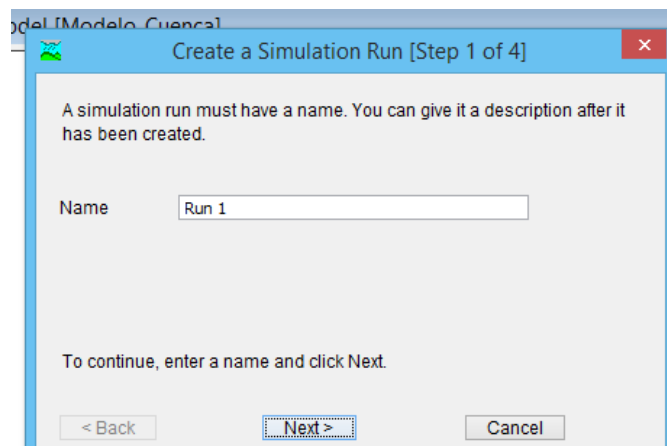 odel [Modelo_Cuenca]
Create a Simulation Run [Step 1 of 4]
A simulation run must have a name. You can give it a description after it
has been created.
Name Run 1
To continue, enter a name and click Next.
< Back Next > Cancel